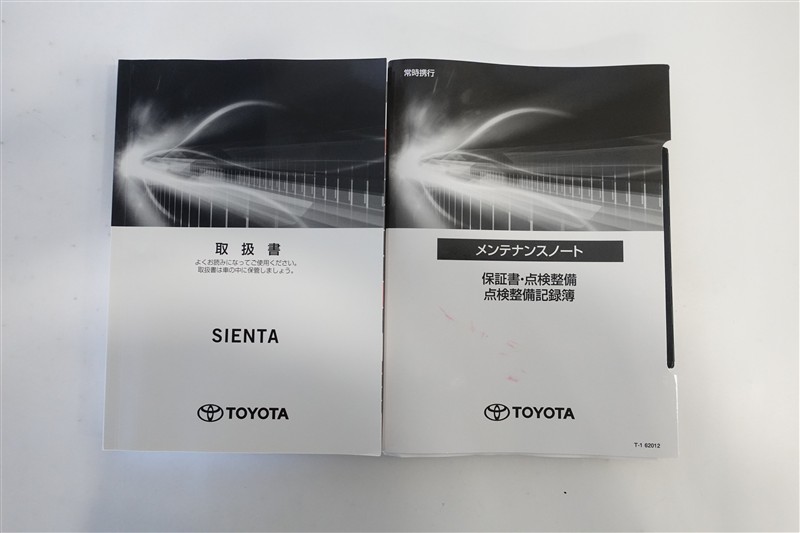 取扱書
よくお読みになってご使用ください。
取扱書は車の中に保管しましょう。
SIENTA
TOYOTA
常時携行
メンテナンスノート
保証書・点検整備
点検整備記録簿
TOYOTA
T-1 62012